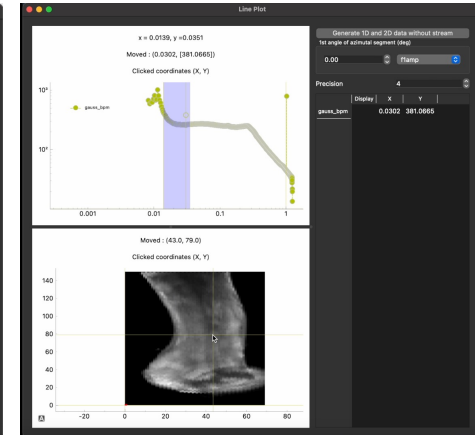 Line Plot
x = 0.0139, y =0.0351
Moved : (0.0302, [381.0665])
Clicked coordinates (X, Y)
10³
gauss_bpm
10²
0.001 0.01 0.1 1
Moved : (43.0, 79.0)
Clicked coordinates (X, Y)
140
120
100
80
60
40
20
0
A
-20 0 20 40 60 80
Generate 1D and 2D data without stream
1st angle of azimutal segment (deg)
0.00 flamp
Precision 4
Display X Y
gauss_bpm 0.0302 381.0665